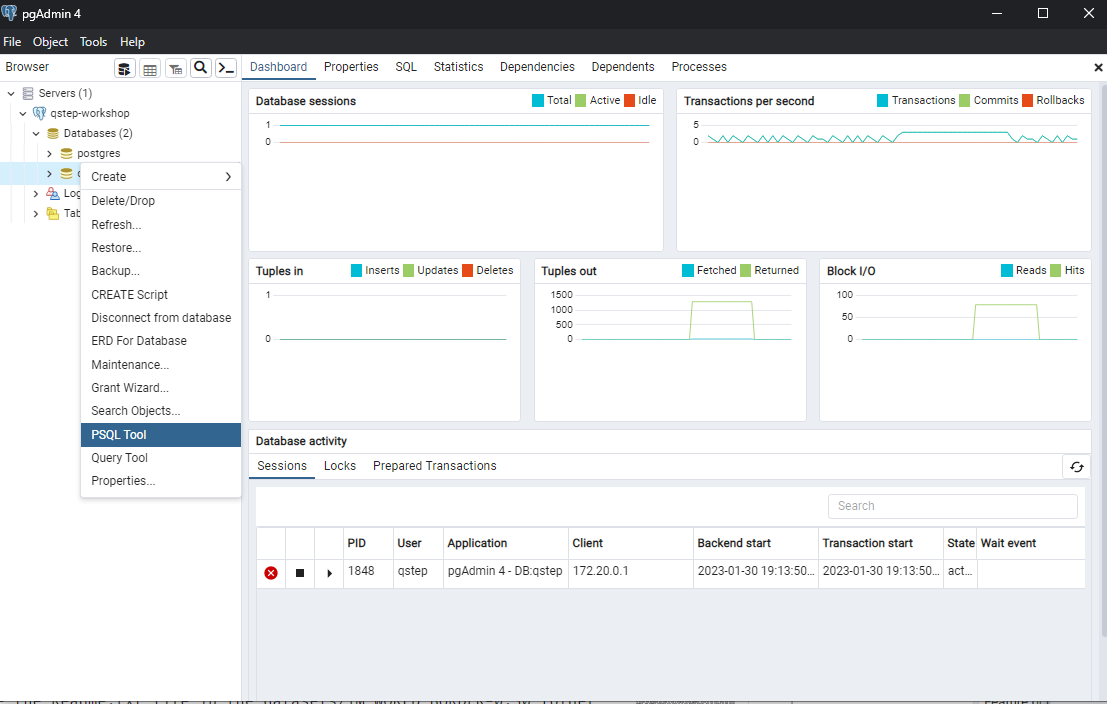 pgAdmin 4
File Object Tools Help
Browser
Dashboard Properties SQL Statistics Dependencies Dependents Processes
Servers (1)
qstep-workshop
Databases (2)
postgres
Create
Delete/Drop
Refresh...
Restore...
Backup...
CREATE Script
Disconnect from database
ERD For Database
Maintenance...
Grant Wizard...
Search Objects...
PSQL Tool
Query Tool
Properties...
Database sessions
Total Active Idle
1
0
Transactions per second
Transactions Commits Rollbacks
5
0
Tuples in
Inserts Updates Deletes
1
0
Tuples out
Fetched Returned
1500
1000
500
0
Block I/O
Reads Hits
100
50
0
Database activity
Sessions Locks Prepared Transactions
Search
PID User Application Client Backend start Transaction start State Wait event
1848 qstep pgAdmin 4 - DB:qstep 172.20.0.1 2023-01-30 19:13:50... 2023-01-30 19:13:50... act...